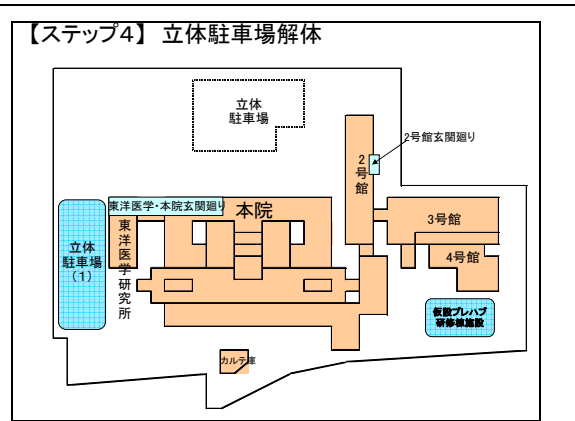 【ステップ4】 立体駐車場解体
立体
駐車場
2号館玄関廻り
2号館
東洋医学・本院玄関廻り
本院
3号館
東洋医学研究所
立体
駐車場
(1)
4号館
仮設プレハブ
研修棟施設
カルテ庫